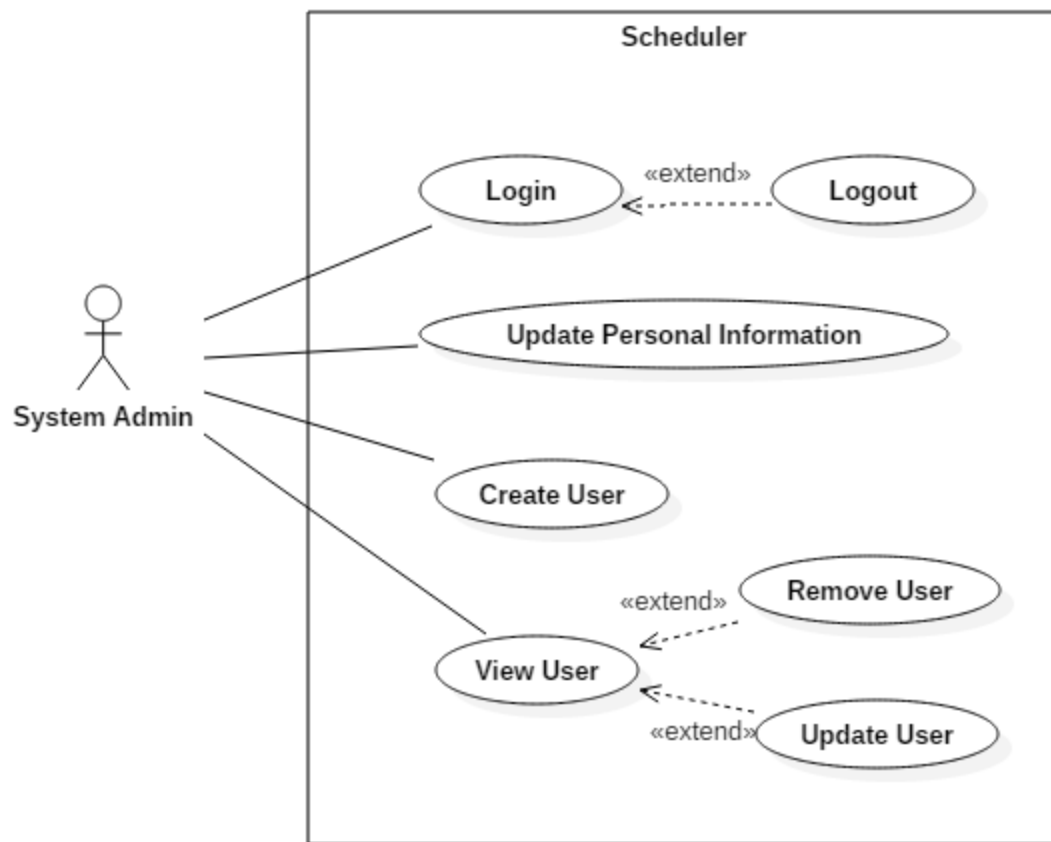 Scheduler
«extend»
Login
Logout
Update Personal Information
System Admin
Create User
Remove User
«extend»
View User
«extend»
Update User